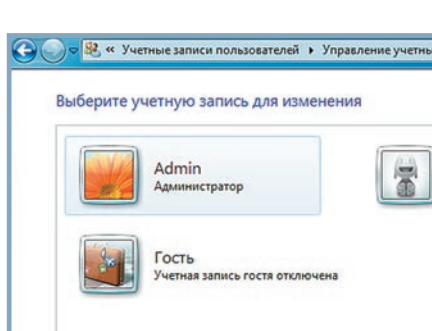 « Учетные записи пользователей ▸ Управление учетны
Выберите учетную запись для изменения
Admin
Администратор
Гость
Учетная запись гостя отключена